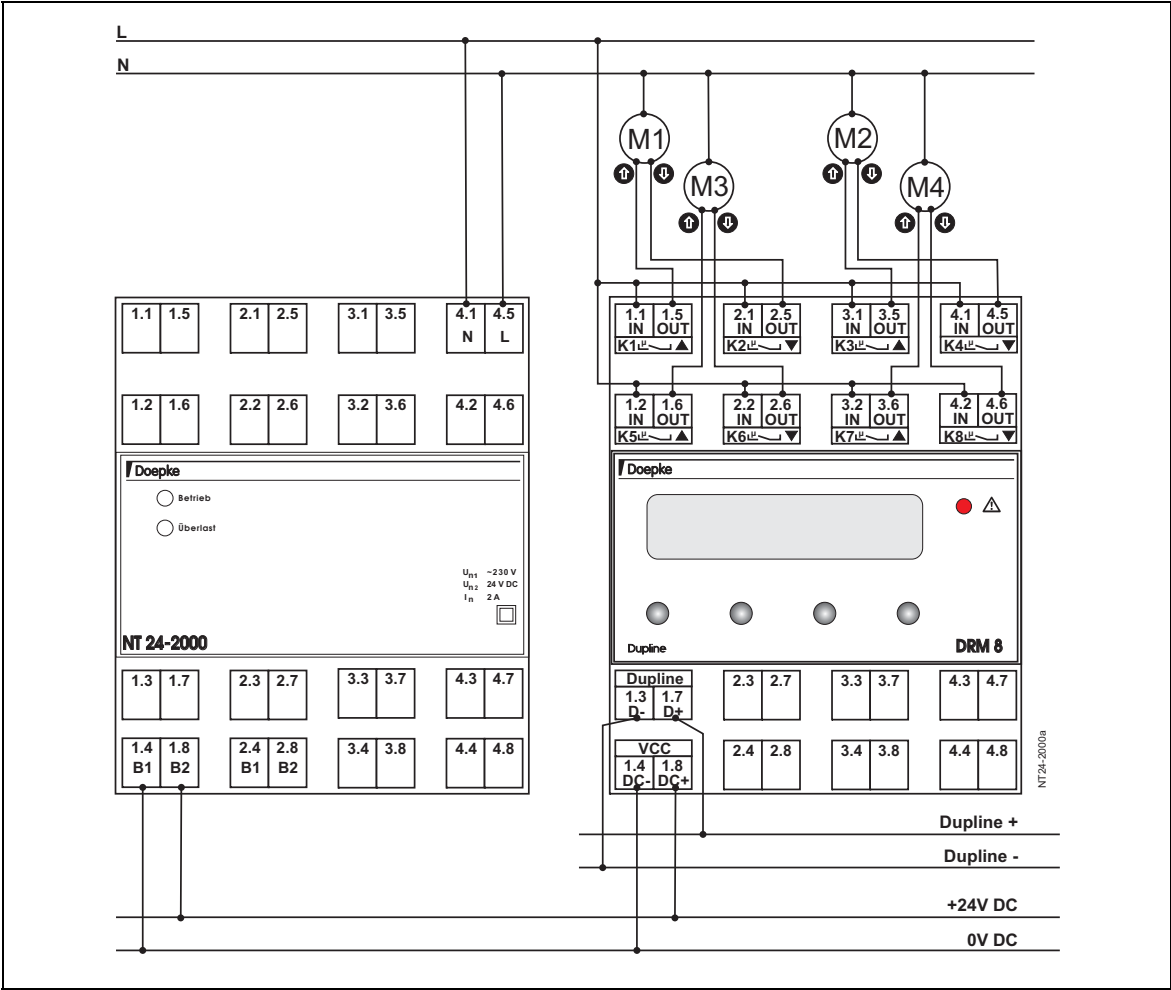 L
N
M1
M2
M3
M4
1.1 1.5 2.1 2.5 3.1 3.5 4.1 4.5
N L
1.2 1.6 2.2 2.6 3.2 3.6 4.2 4.6
Doepke
Betrieb
Überlast
Un1 ~230 V
Un2 24 V DC
In 2 A
NT 24-2000
1.3 1.7 2.3 2.7 3.3 3.7 4.3 4.7
1.4 1.8 2.4 2.8 3.4 3.8 4.4 4.8
B1 B2 B1 B2
1.1 1.5 2.1 2.5 3.1 3.5 4.1 4.5
IN OUT IN OUT IN OUT IN OUT
K1 µ K2 µ K3 µ K4 µ
1.2 1.6 2.2 2.6 3.2 3.6 4.2 4.6
IN OUT IN OUT IN OUT IN OUT
K5 µ K6 µ K7 µ K8 µ
Doepke
Dupline
DRM 8
Dupline
1.3 1.7 2.3 2.7 3.3 3.7 4.3 4.7
D- D+
VCC
1.4 1.8 2.4 2.8 3.4 3.8 4.4 4.8
DC- DC+
NT24-2000a
Dupline +
Dupline -
+24V DC
0V DC